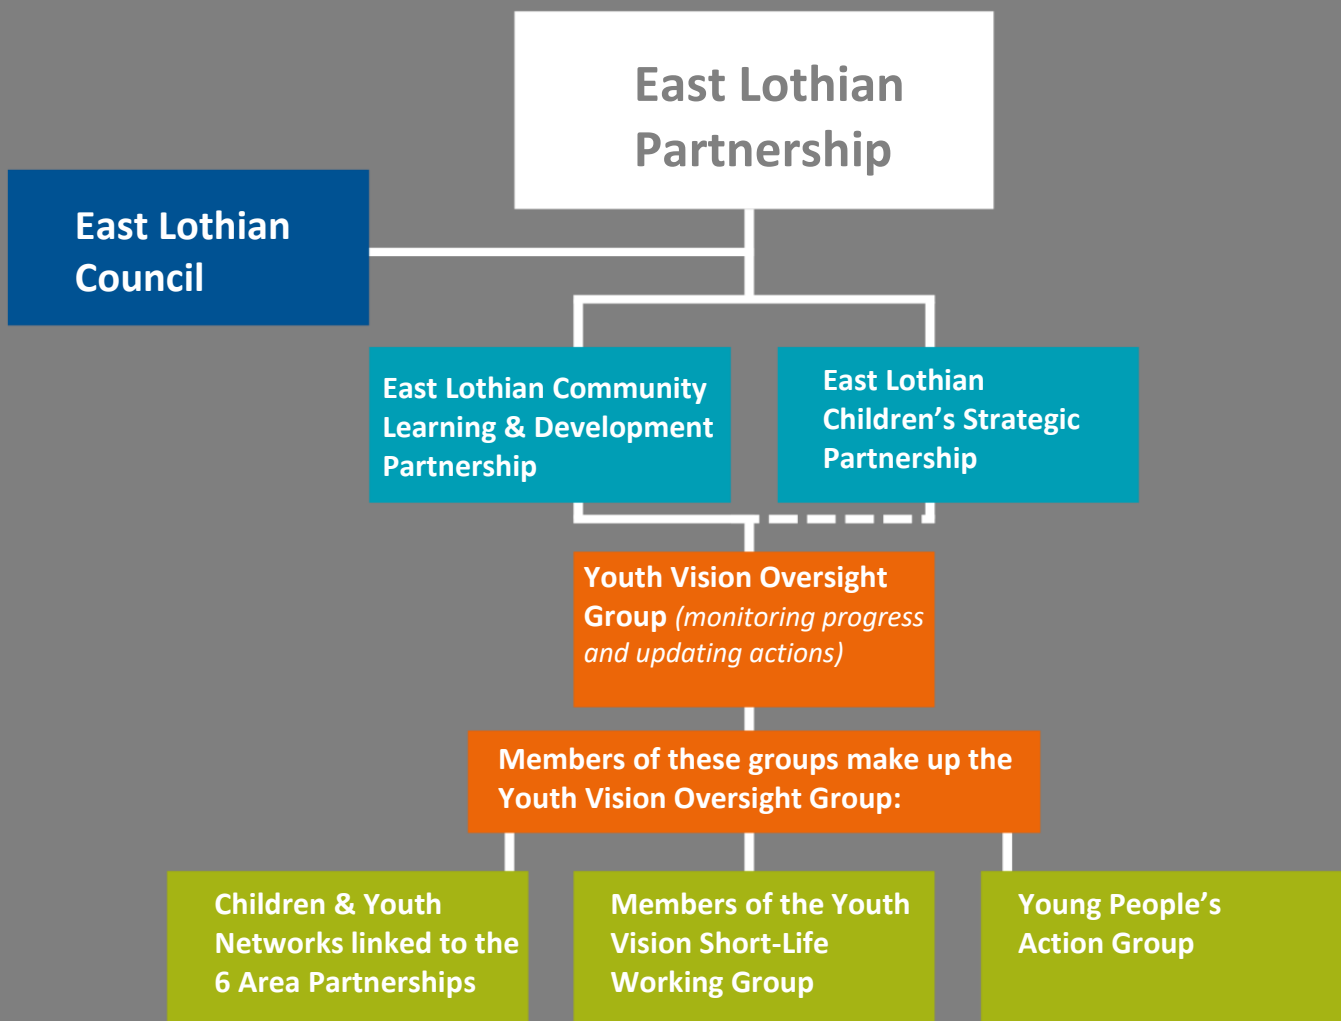 East Lothian
Partnership
East Lothian
Council
East Lothian Community
Learning & Development
Partnership
East Lothian
Children’s Strategic
Partnership
Youth Vision Oversight
Group (monitoring progress
and updating actions)
Members of these groups make up the
Youth Vision Oversight Group:
Children & Youth
Networks linked to the
6 Area Partnerships
Members of the Youth
Vision Short-Life
Working Group
Young People’s
Action Group